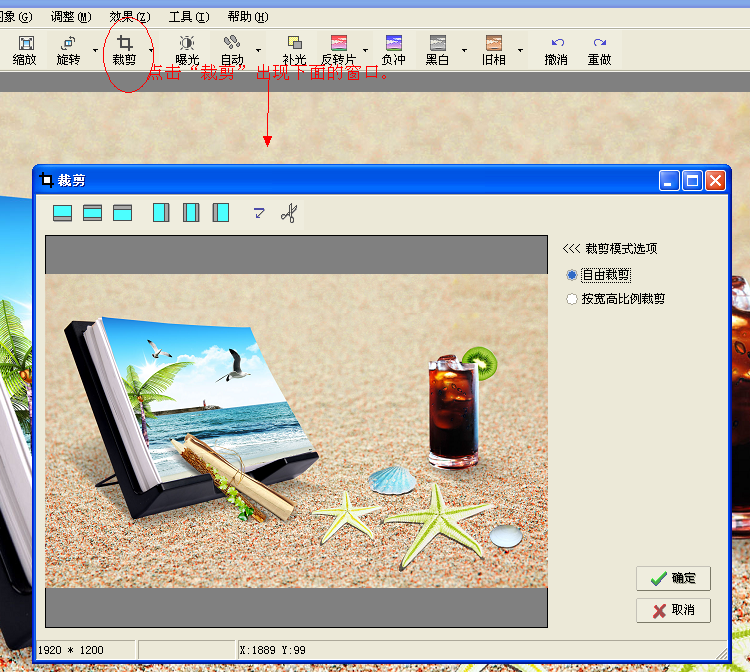 图象(G) 调整(M) 效果(Z) 工具(T) 帮助(H)
缩放 旋转 裁剪 曝光 自动 补光 反转片 负冲 黑白 旧相 撤消 重做
点击“裁剪”出现下面的窗口。
裁剪
<<< 裁剪模式选项
自由裁剪
按宽高比例裁剪
确定
取消
1920 * 1200 X:1889 Y:99